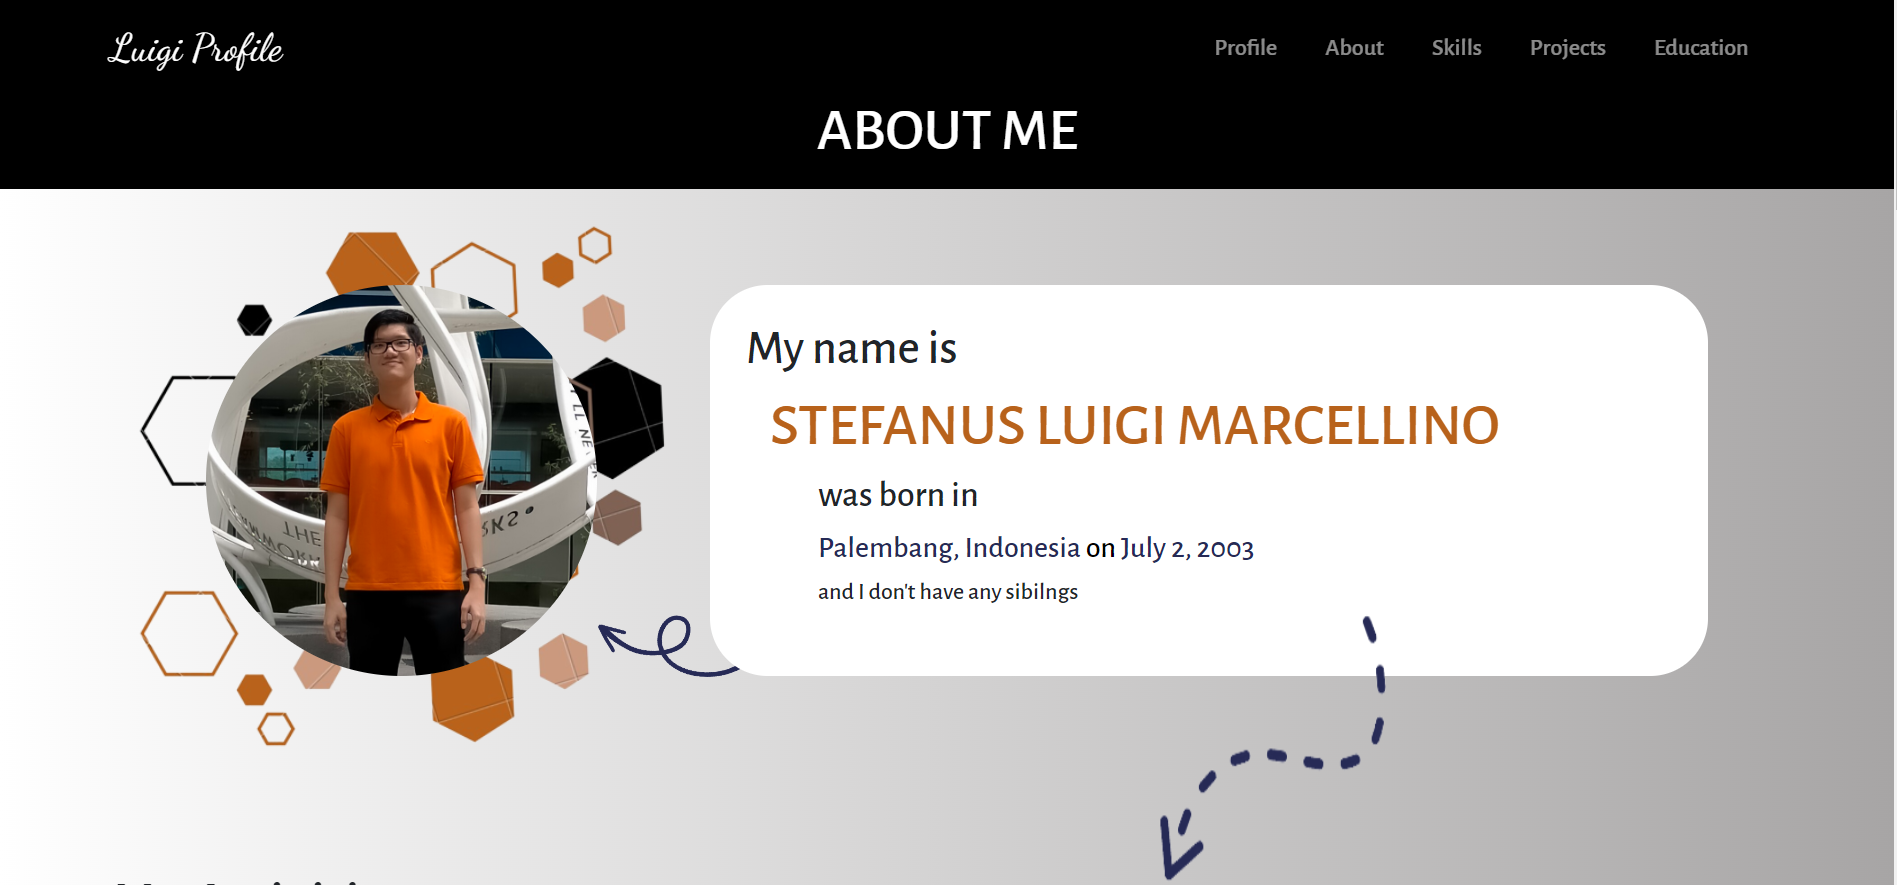 Luigi Profile
Profile About Skills Projects Education
ABOUT ME
My name is
STEFANUS LUIGI MARCELLINO
was born in
Palembang, Indonesia on July 2, 2003
and I don't have any sibilngs
THE